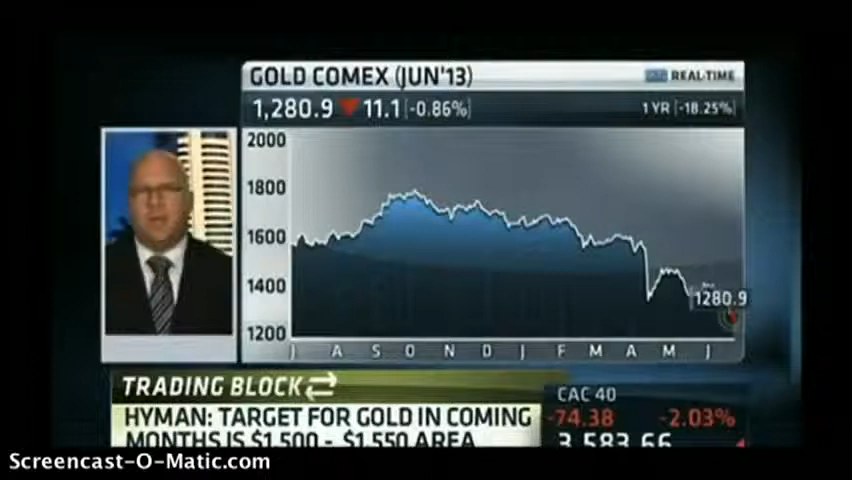 GOLD COMEX (JUN'13)
REAL-TIME
1,280.9 11.1 [-0.86%]
1 YR [-18.25%]
2000
1800
1600
1400
1200
1280.9
J A S O N D J F M A M J
TRADING BLOCK
HYMAN: TARGET FOR GOLD IN COMING
MONTHS IS $1,500 - $1,550 AREA
CAC 40
-74.38 -2.03%
3,583.66
Screencast-O-Matic.com